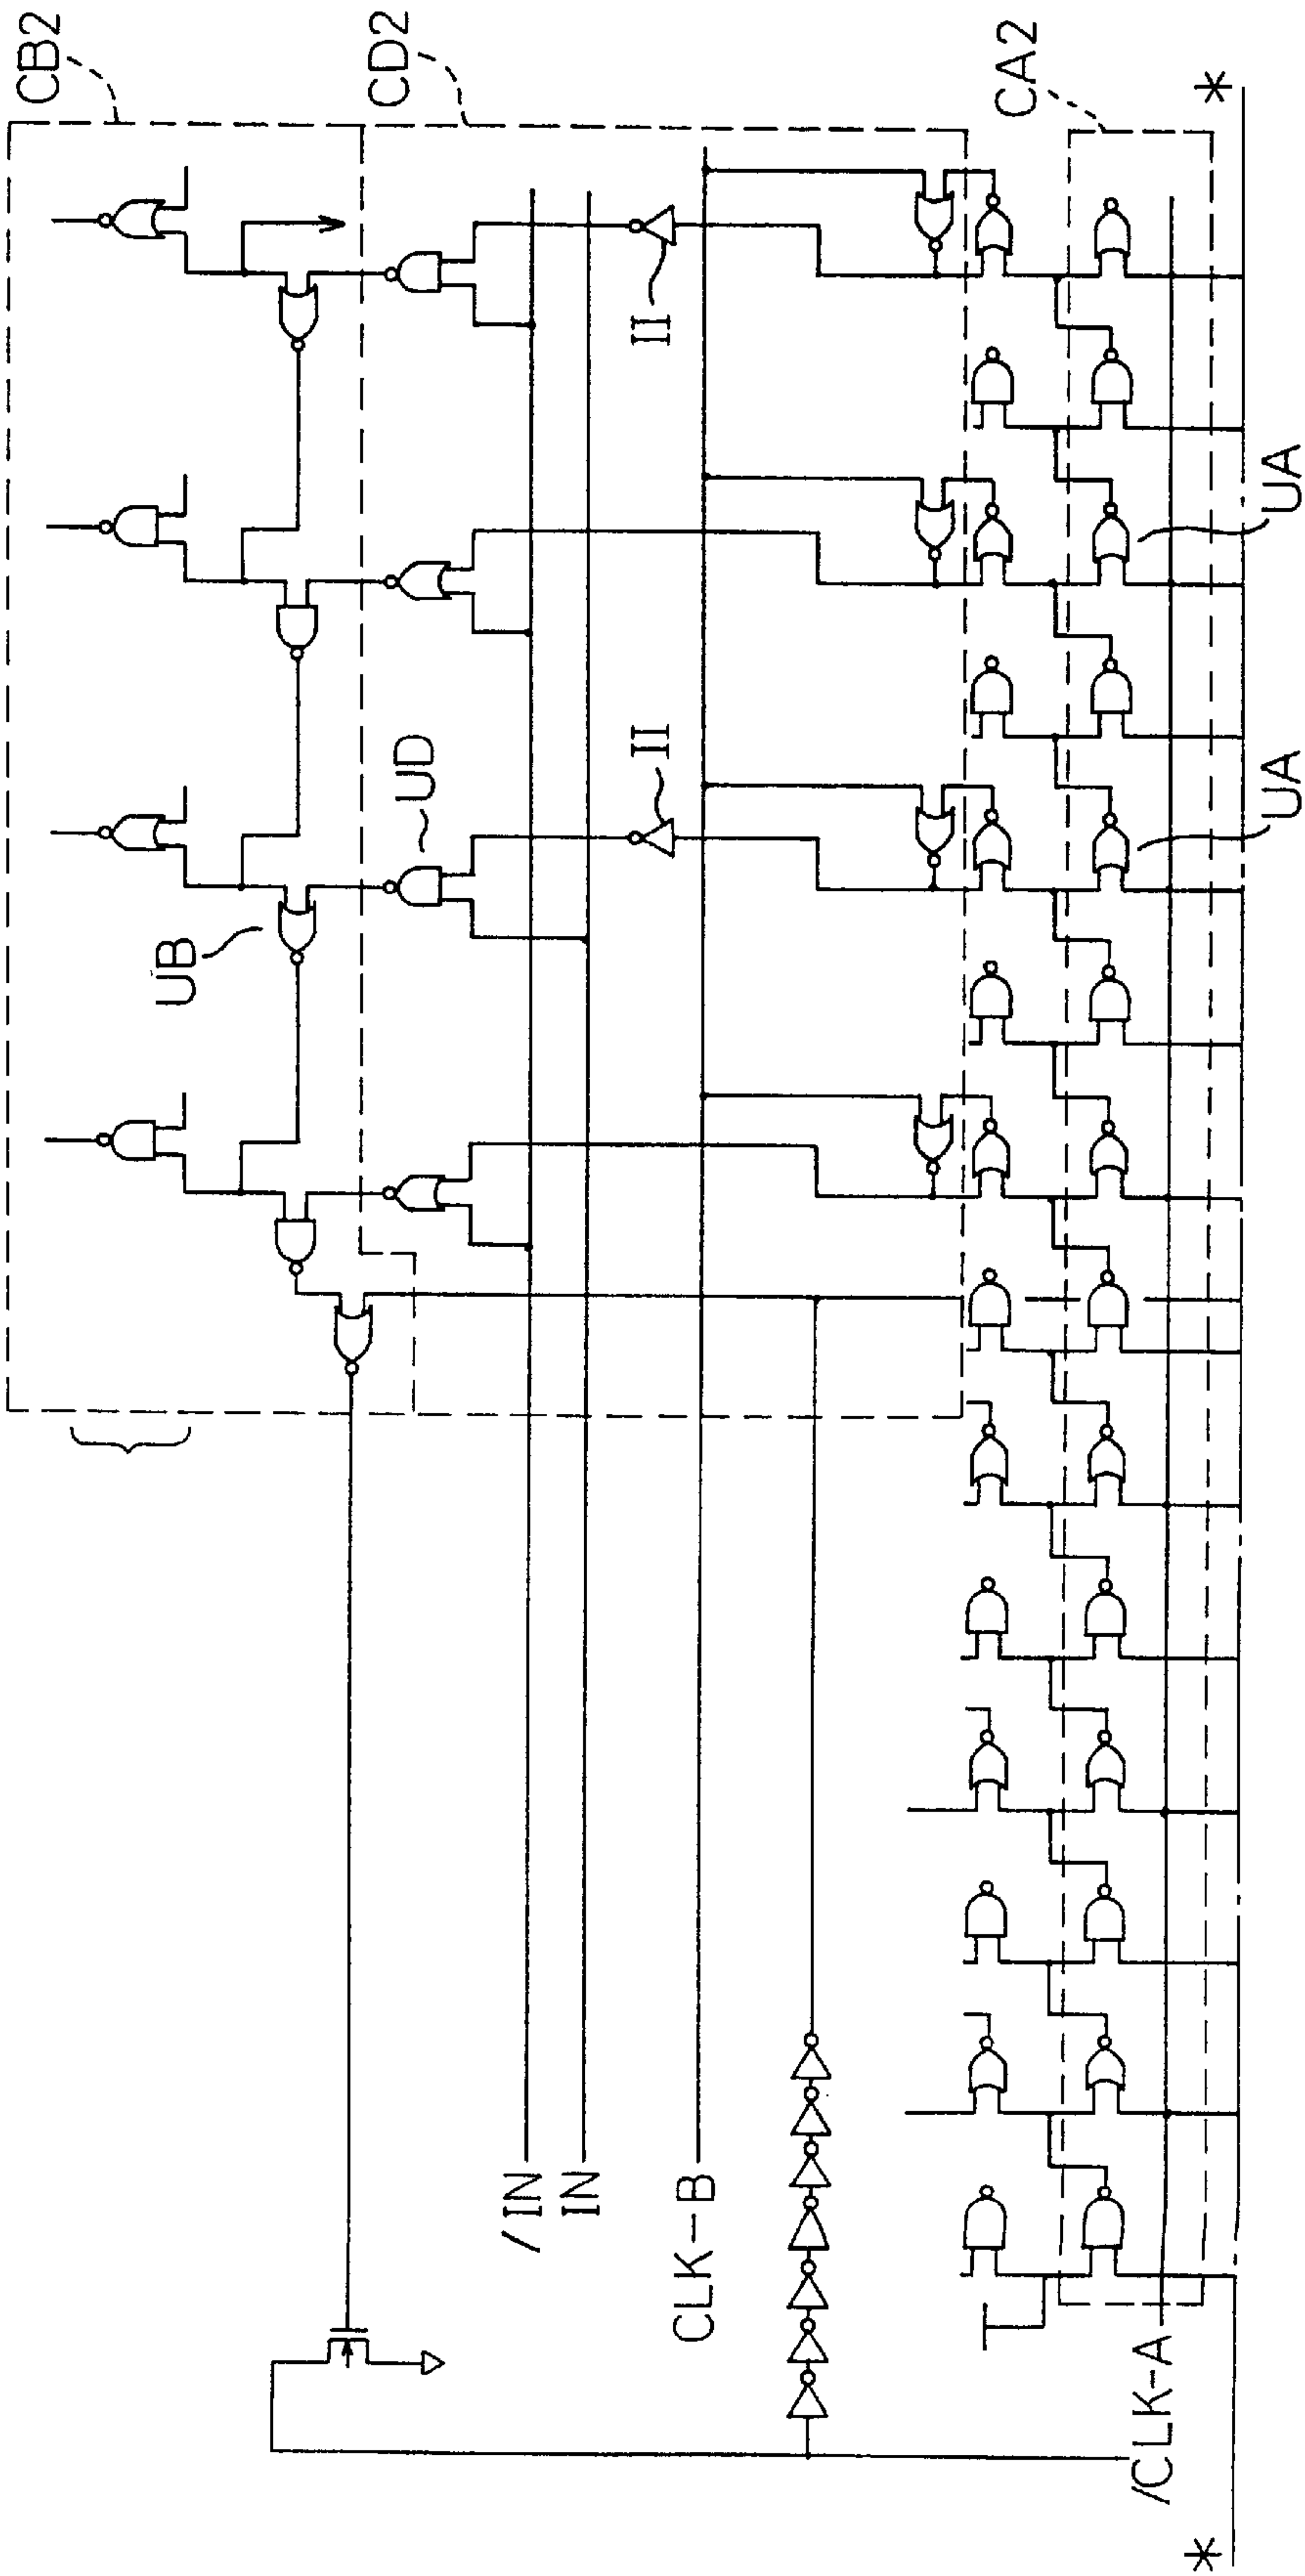 CB2
CD2
CA2
*
II
UA
II
UD
UA
UB
/IN
IN
CLK-B
/CLK-A
*